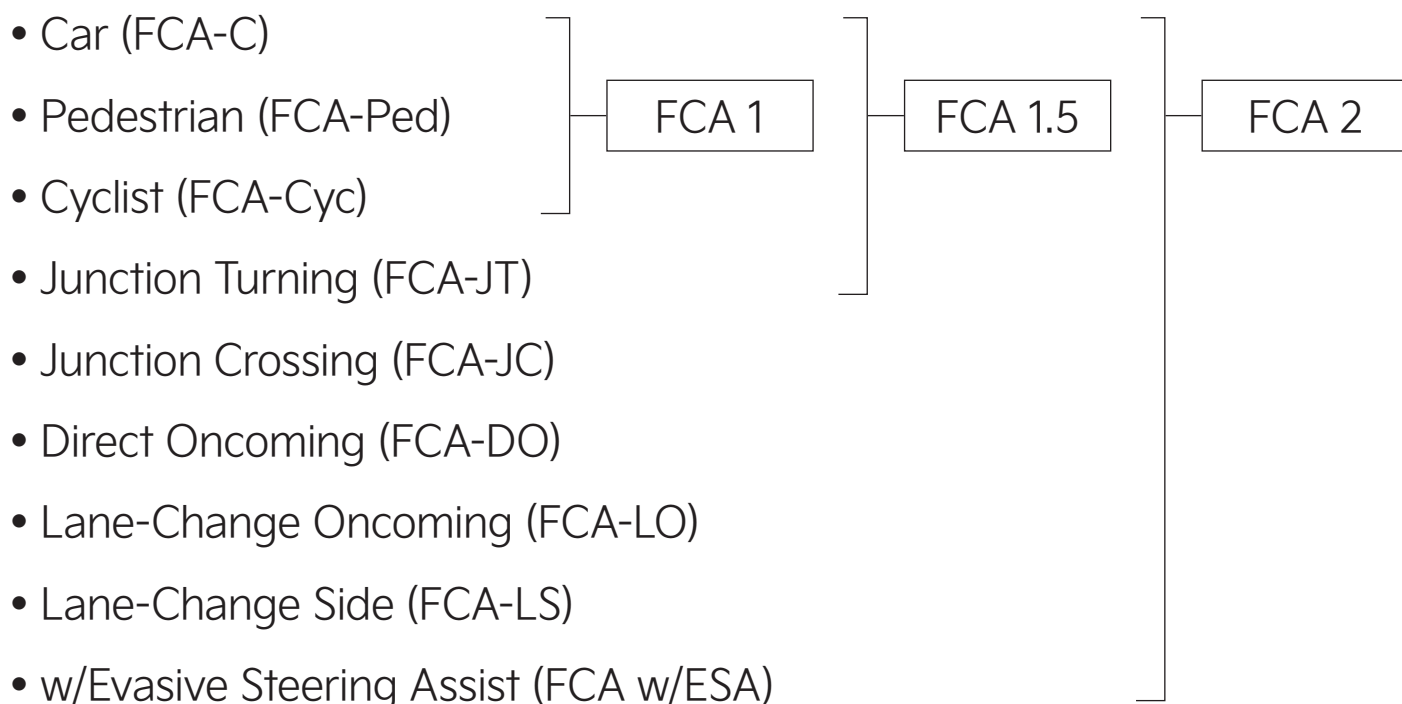 • Car (FCA-C)
• Pedestrian (FCA-Ped)
FCA 1
FCA 1.5
FCA 2
• Cyclist (FCA-Cyc)
• Junction Turning (FCA-JT)
• Junction Crossing (FCA-JC)
• Direct Oncoming (FCA-DO)
• Lane-Change Oncoming (FCA-LO)
• Lane-Change Side (FCA-LS)
• w/Evasive Steering Assist (FCA w/ESA)